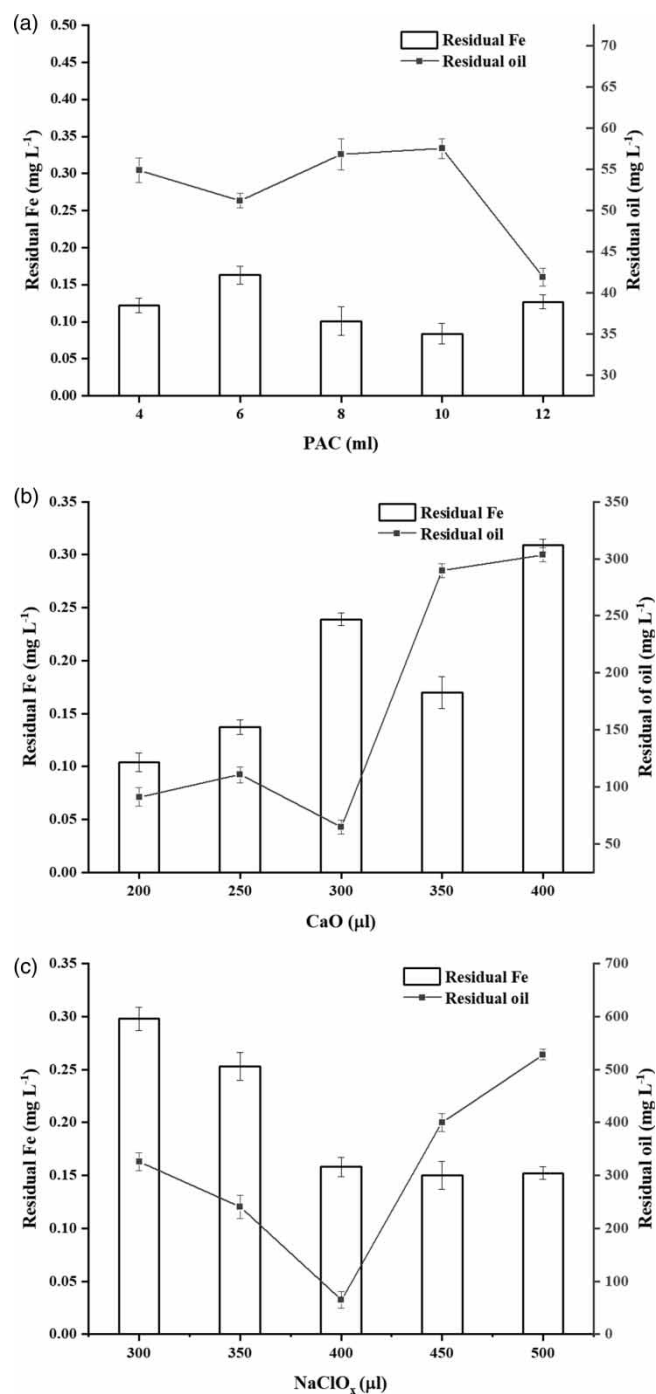 (a)
Residual Fe
Residual oil
0.50
0.45
0.40
0.35
0.30
0.25
0.20
0.15
0.10
0.05
0.00
Residual Fe (mg L⁻¹)
70
65
60
55
50
45
40
35
30
Residual oil (mg L⁻¹)
4 6 8 10 12
PAC (ml)
(b)
Residual Fe
Residual oil
0.35
0.30
0.25
0.20
0.15
0.10
0.05
0.00
Residual Fe (mg L⁻¹)
350
300
250
200
150
100
50
Residual of oil (mg L⁻¹)
200 250 300 350 400
CaO (µl)
(c)
Residual Fe
Residual oil
0.35
0.30
0.25
0.20
0.15
0.10
0.05
0.00
Residual Fe (mg L⁻¹)
700
600
500
400
300
200
100
0
Residual oil (mg L⁻¹)
300 350 400 450 500
NaClOₓ (µl)